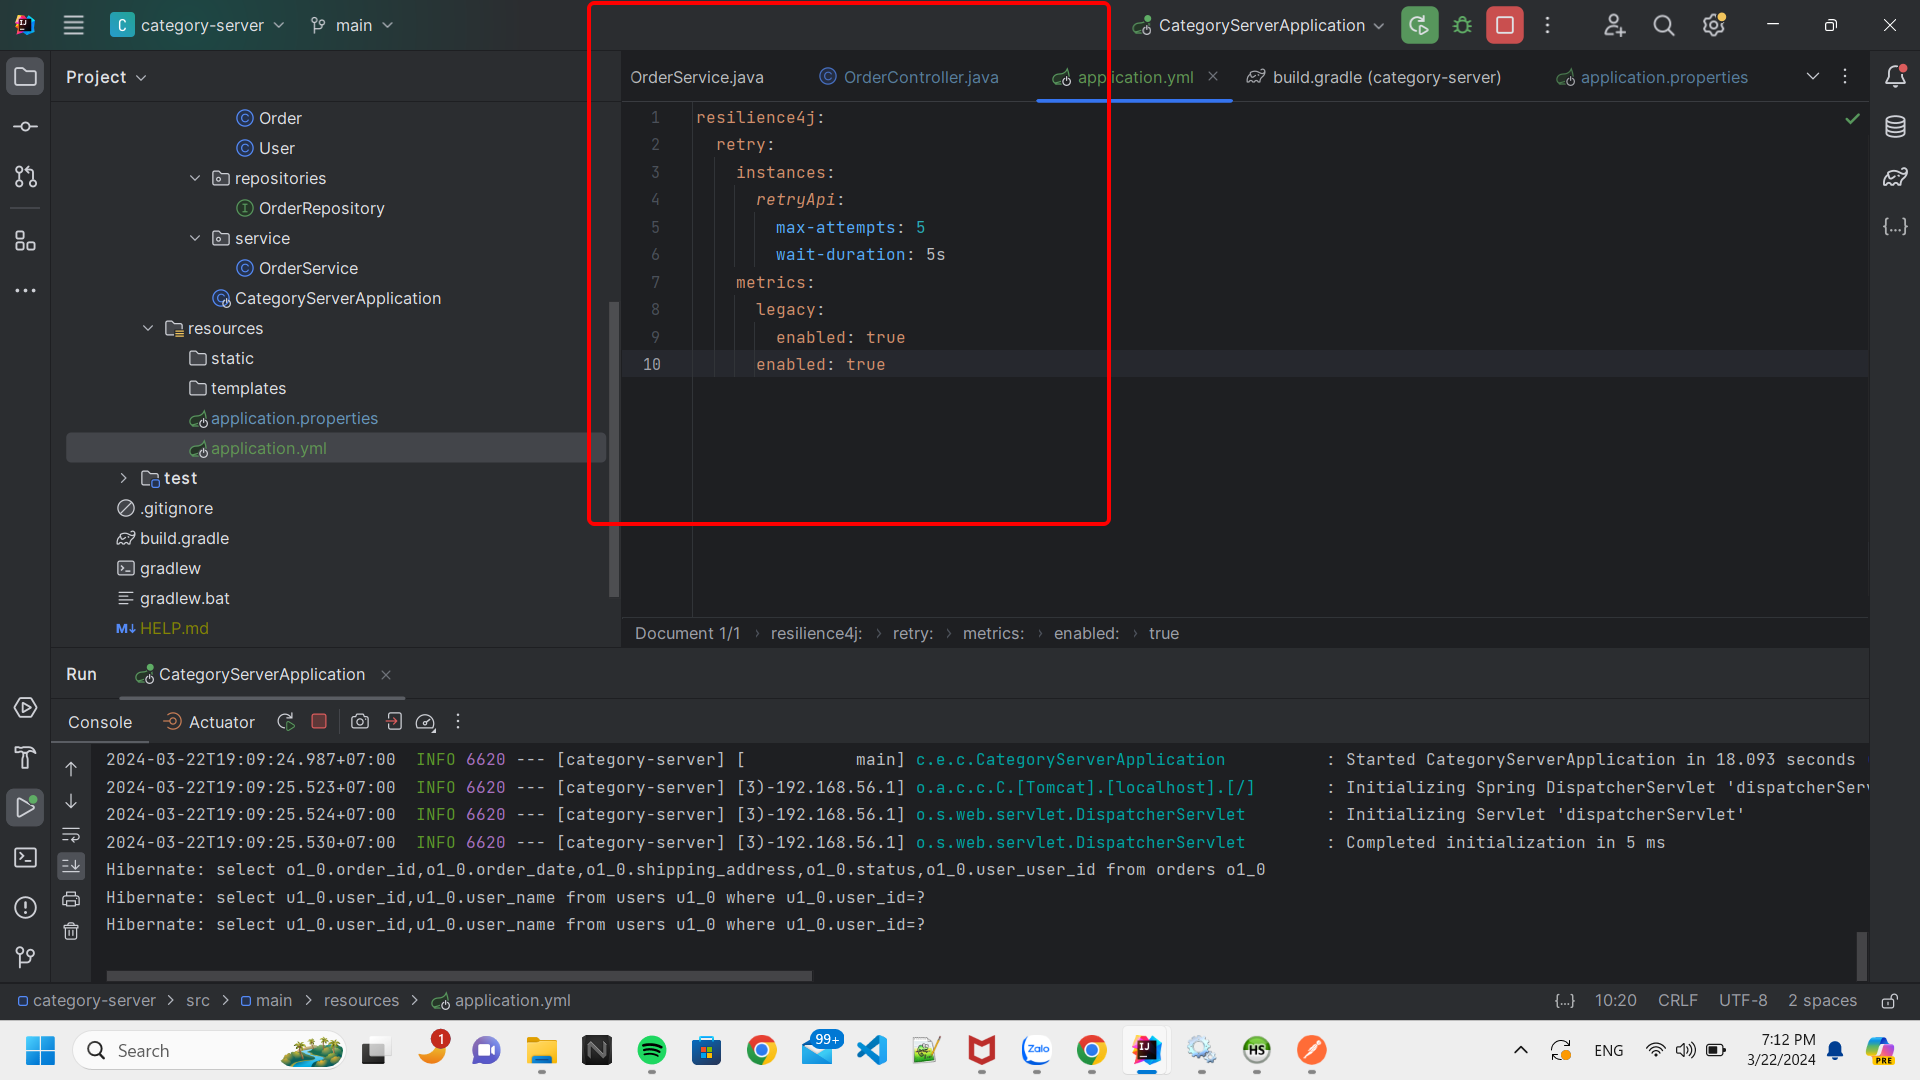 category-server
main
CategoryServerApplication
Project
OrderService.java
OrderController.java
application.yml
build.gradle (category-server)
application.properties
Order
User
repositories
OrderRepository
service
OrderService
CategoryServerApplication
resources
static
templates
application.properties
application.yml
test
.gitignore
build.gradle
gradlew
gradlew.bat
M↓ HELP.md
1 resilience4j:
2 retry:
3 instances:
4 retryApi:
5 max-attempts: 5
6 wait-duration: 5s
7 metrics:
8 legacy:
9 enabled: true
10 enabled: true
Document 1/1 › resilience4j: › retry: › metrics: › enabled: › true
Run CategoryServerApplication
Console Actuator
2024-03-22T19:09:24.987+07:00 INFO 6620 --- [category-server] [ main] c.e.c.CategoryServerApplication : Started CategoryServerApplication in 18.093 seconds
2024-03-22T19:09:25.523+07:00 INFO 6620 --- [category-server] [3)-192.168.56.1] o.a.c.c.C.[Tomcat].[localhost].[/] : Initializing Spring DispatcherServlet 'dispatcherServ
2024-03-22T19:09:25.524+07:00 INFO 6620 --- [category-server] [3)-192.168.56.1] o.s.web.servlet.DispatcherServlet : Initializing Servlet 'dispatcherServlet'
2024-03-22T19:09:25.530+07:00 INFO 6620 --- [category-server] [3)-192.168.56.1] o.s.web.servlet.DispatcherServlet : Completed initialization in 5 ms
Hibernate: select o1_0.order_id,o1_0.order_date,o1_0.shipping_address,o1_0.status,o1_0.user_user_id from orders o1_0
Hibernate: select u1_0.user_id,u1_0.user_name from users u1_0 where u1_0.user_id=?
Hibernate: select u1_0.user_id,u1_0.user_name from users u1_0 where u1_0.user_id=?
category-server › src › main › resources › application.yml
{...} 10:20 CRLF UTF-8 2 spaces
Search
1
99+
Zalo
HS
ENG
7:12 PM
3/22/2024
PRE